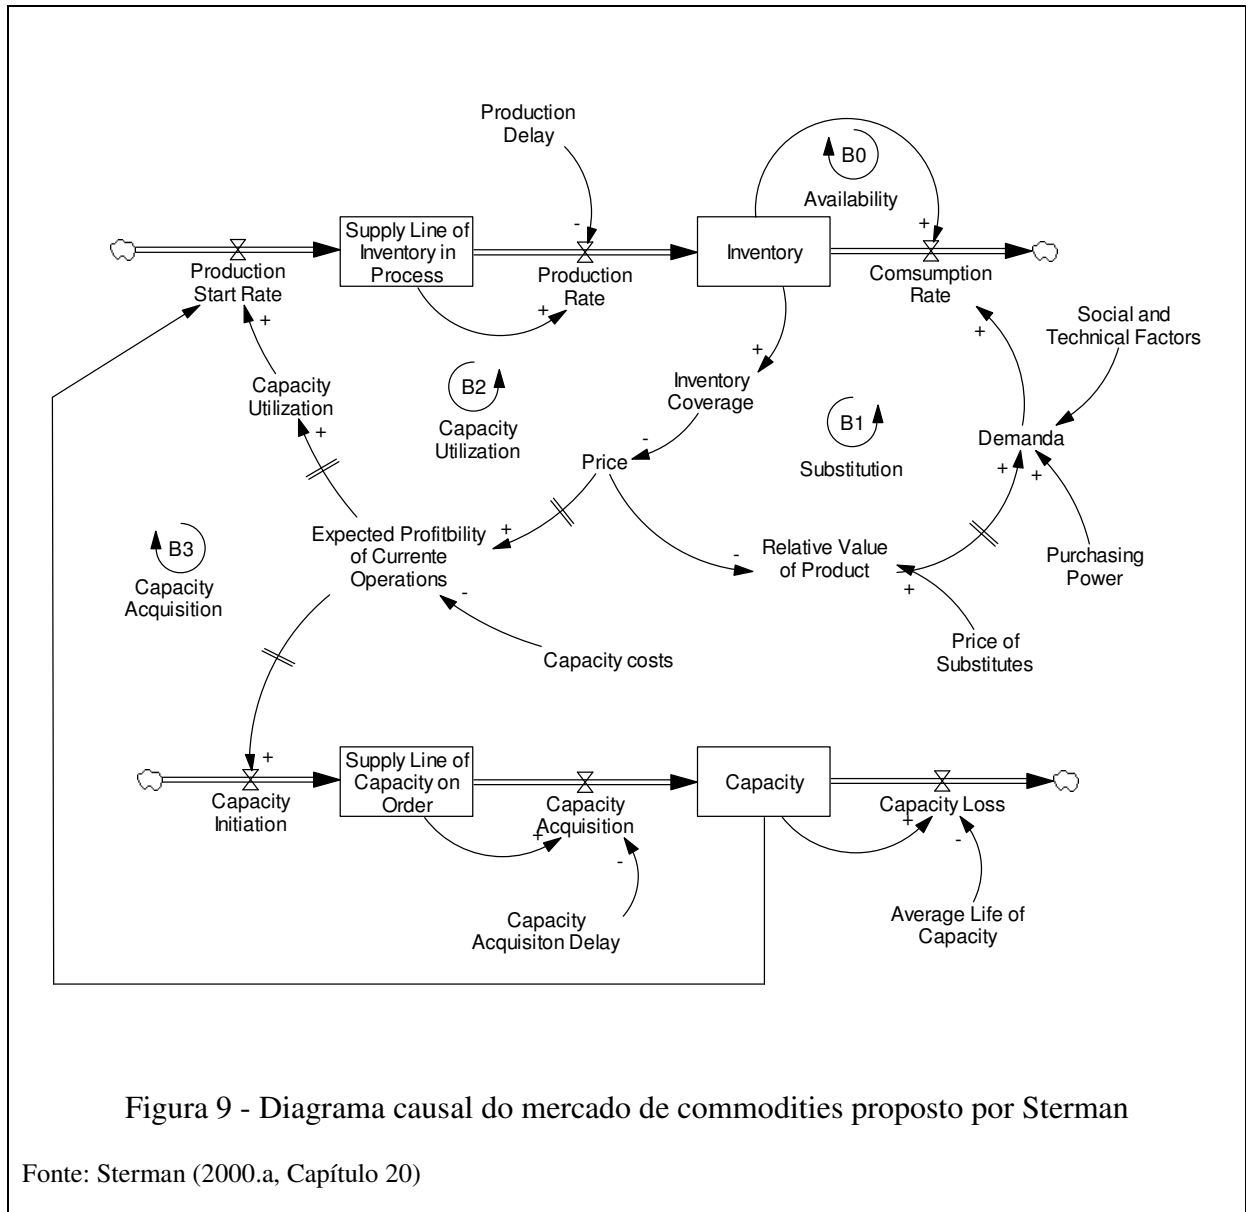 Production
Delay
B0
Availability
-
+
Supply Line of
Inventory in
Process
Inventory
Production
Start Rate
Production
Rate
Comsumption
Rate
+
+
+
+
Social and
Technical Factors
Capacity
Utilization
+
B2
Capacity
Utilization
Inventory
Coverage
-
Price
B1
Substitution
Demanda
+
+
B3
Capacity
Acquisition
Expected Profitbility
of Currente
Operations
+
-
-
Relative Value
of Product
+
Purchasing
Power
Capacity costs
Price of
Substitutes
+
Supply Line of
Capacity on
Order
Capacity
Capacity
Initiation
Capacity
Acquisition
Capacity Loss
+
+
-
-
Capacity
Acquisiton Delay
Average Life of
Capacity
Figura 9 - Diagrama causal do mercado de commodities proposto por Sterman
Fonte: Sterman (2000.a, Capítulo 20)